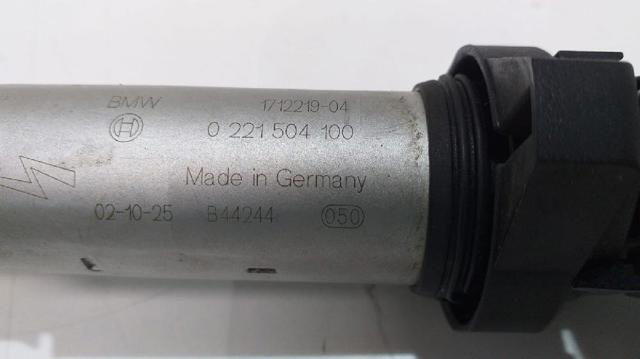 BMW 1712219-04
0 221 504 100
Made in Germany
02-10-25 B44244 050